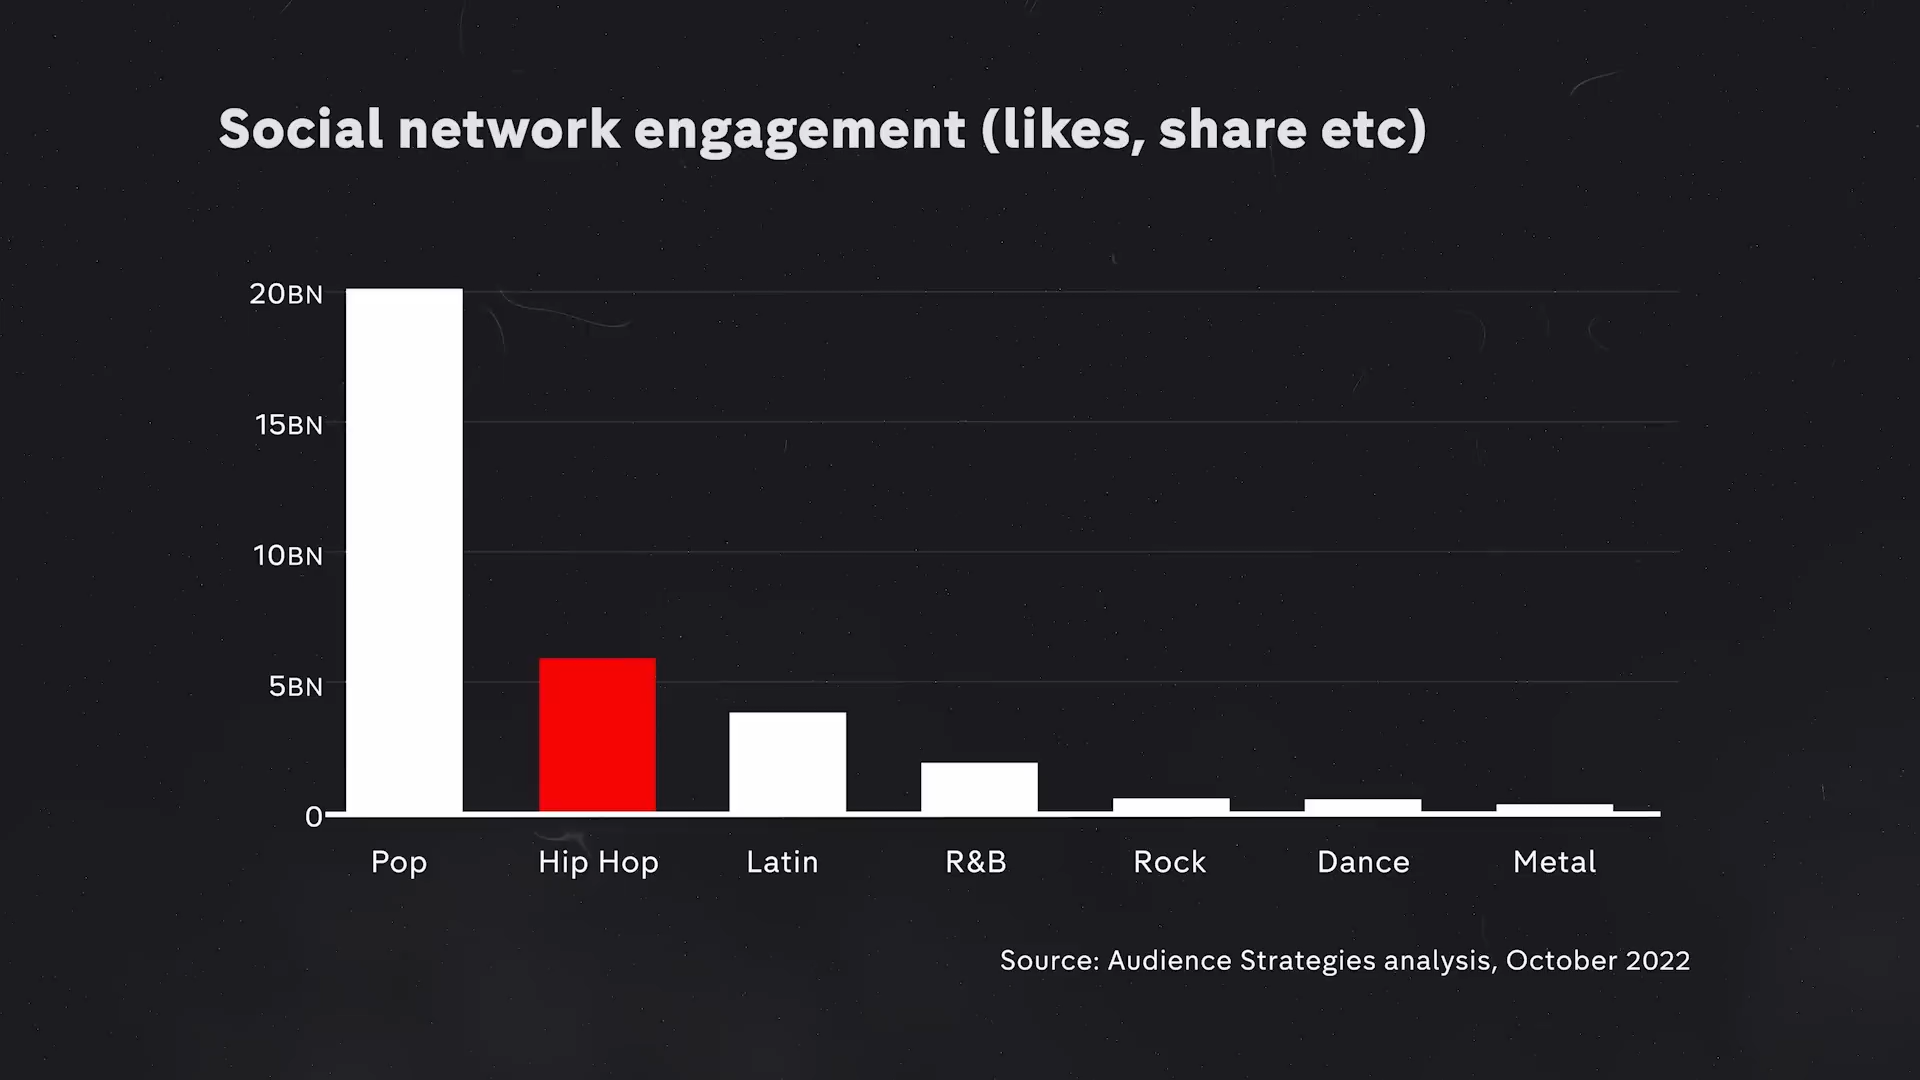 Social network engagement (likes, share etc)
20BN
15BN
10BN
5BN
0
Pop Hip Hop Latin R&B Rock Dance Metal
Source: Audience Strategies analysis, October 2022